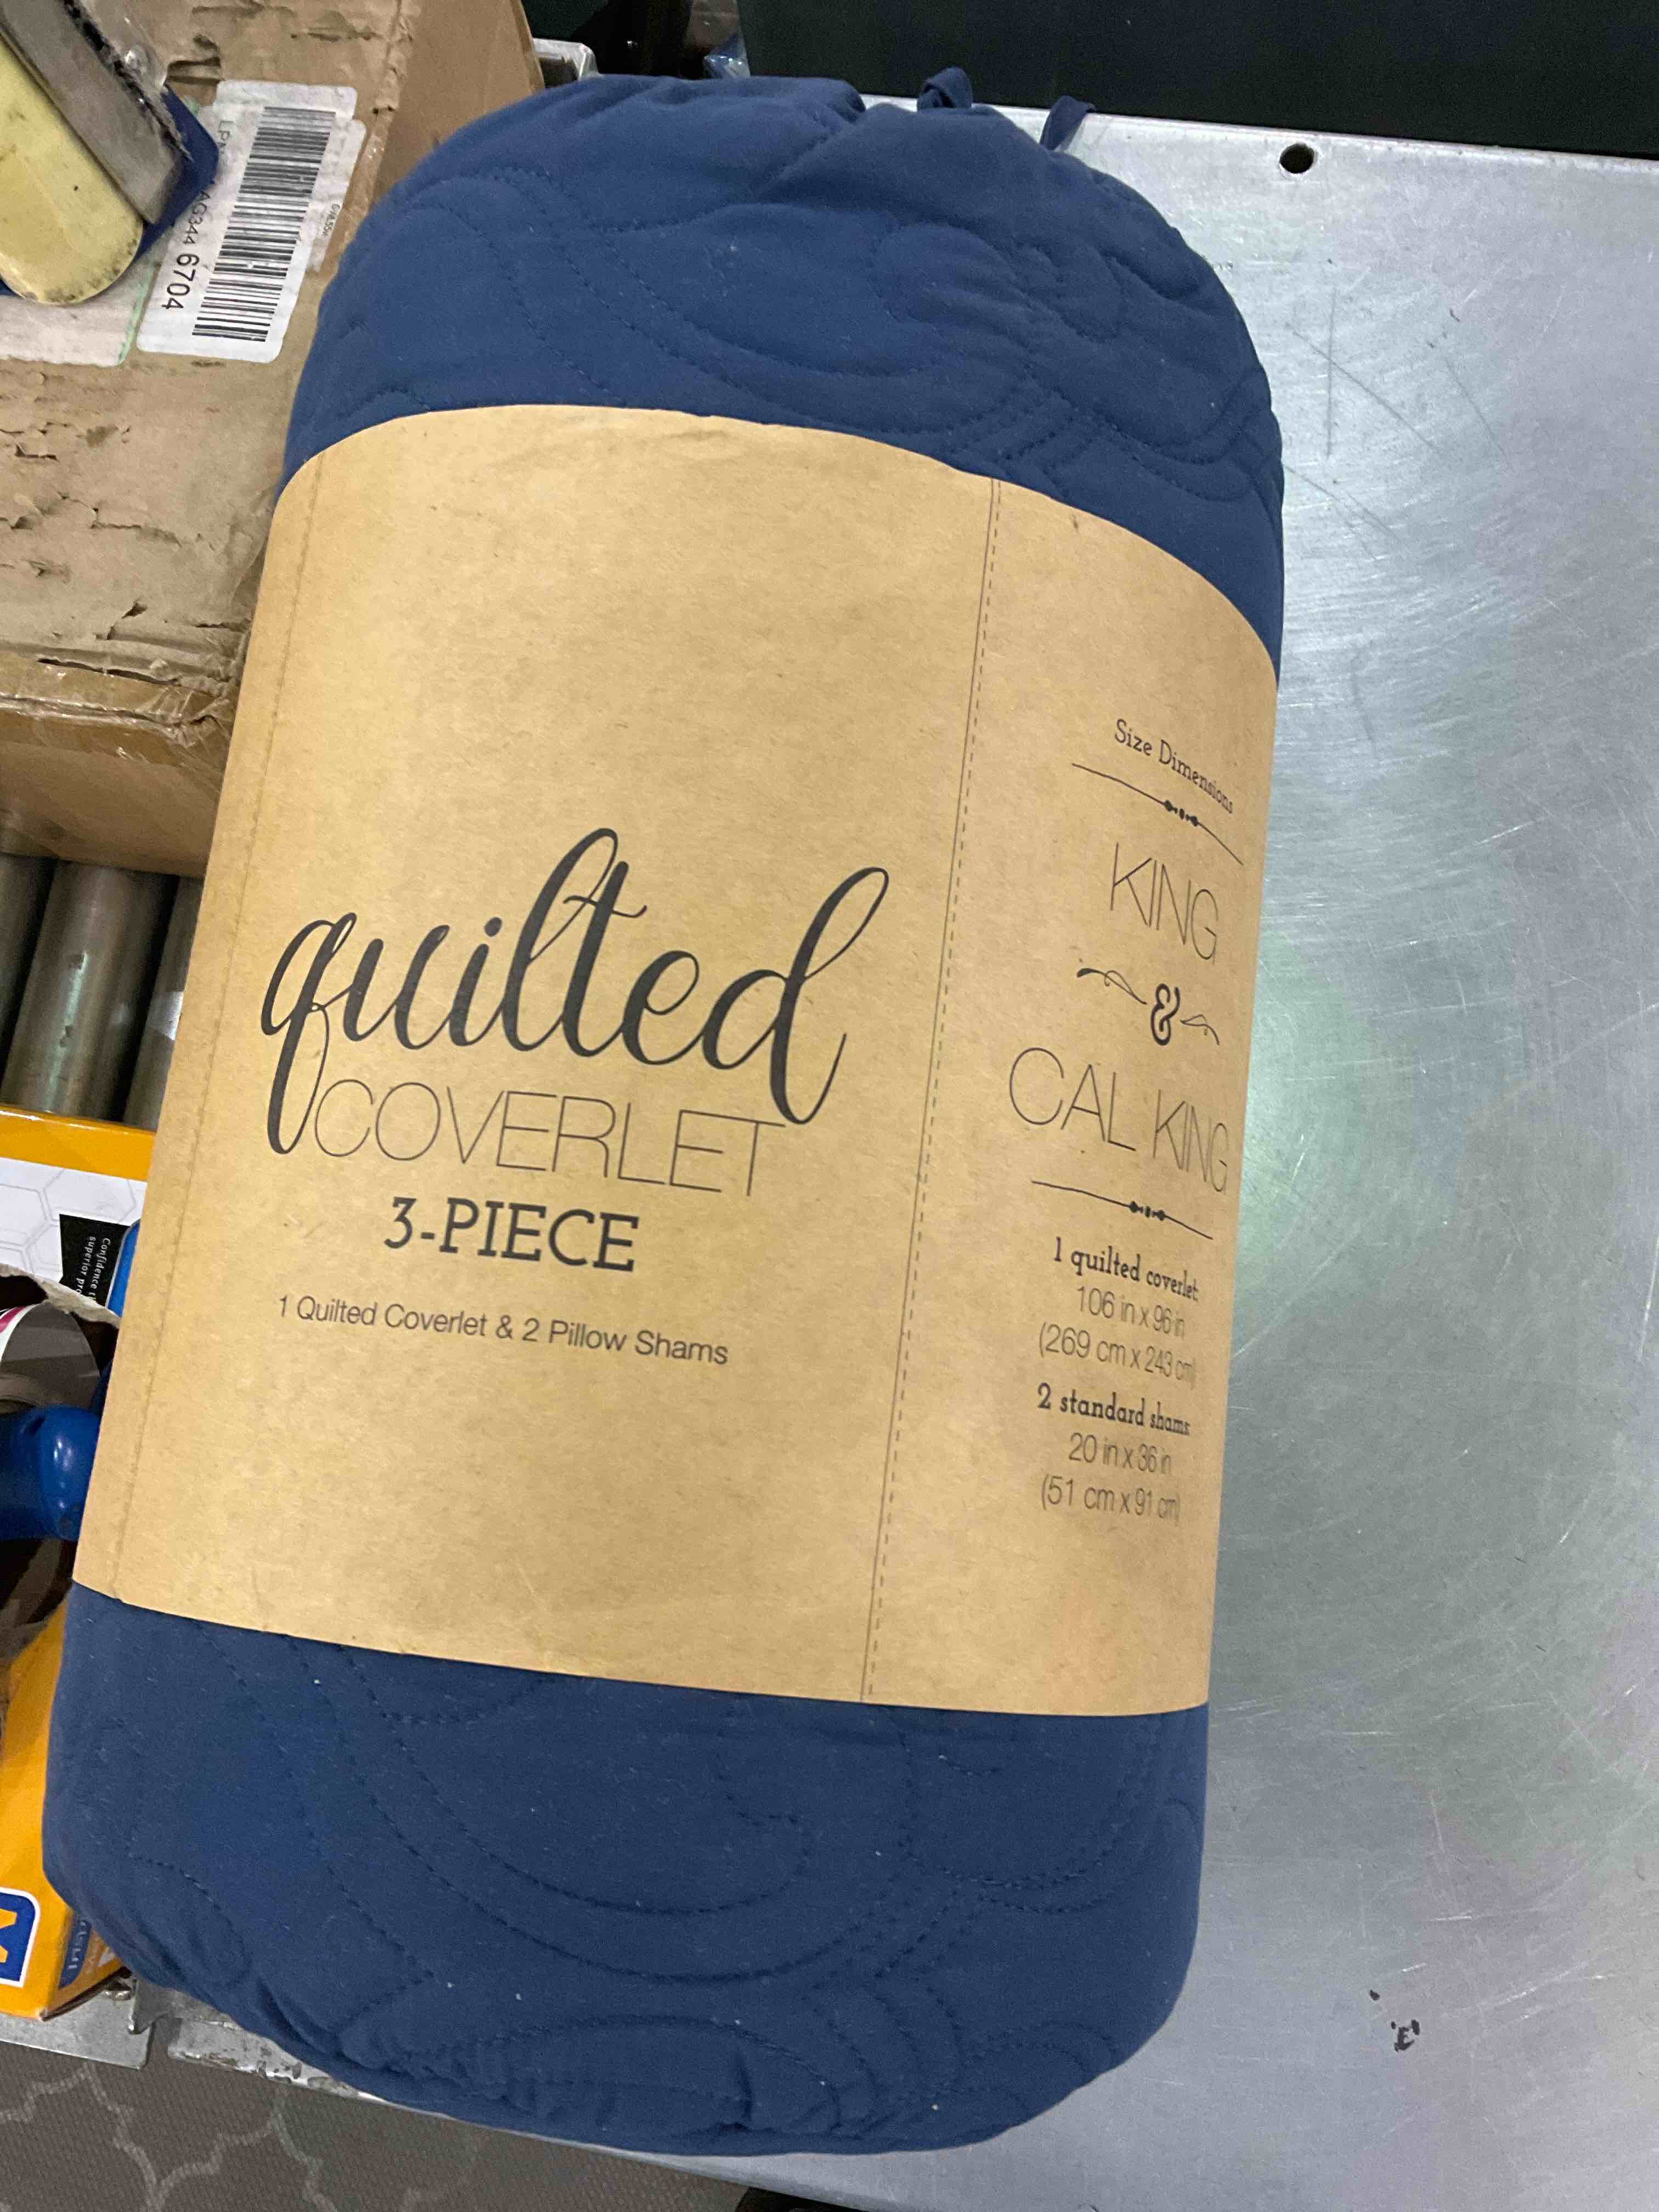 quilted
COVERLET
3-PIECE
1 Quilted Coverlet & 2 Pillow Shams
Size Dimensions
KING
&
CAL KING
1 quilted coverlet:
106 in x 96 in
(269 cm x 243 cm)
2 standard shams:
20 in x 36 in
(51 cm x 91 cm)
6704
Confidence
superior